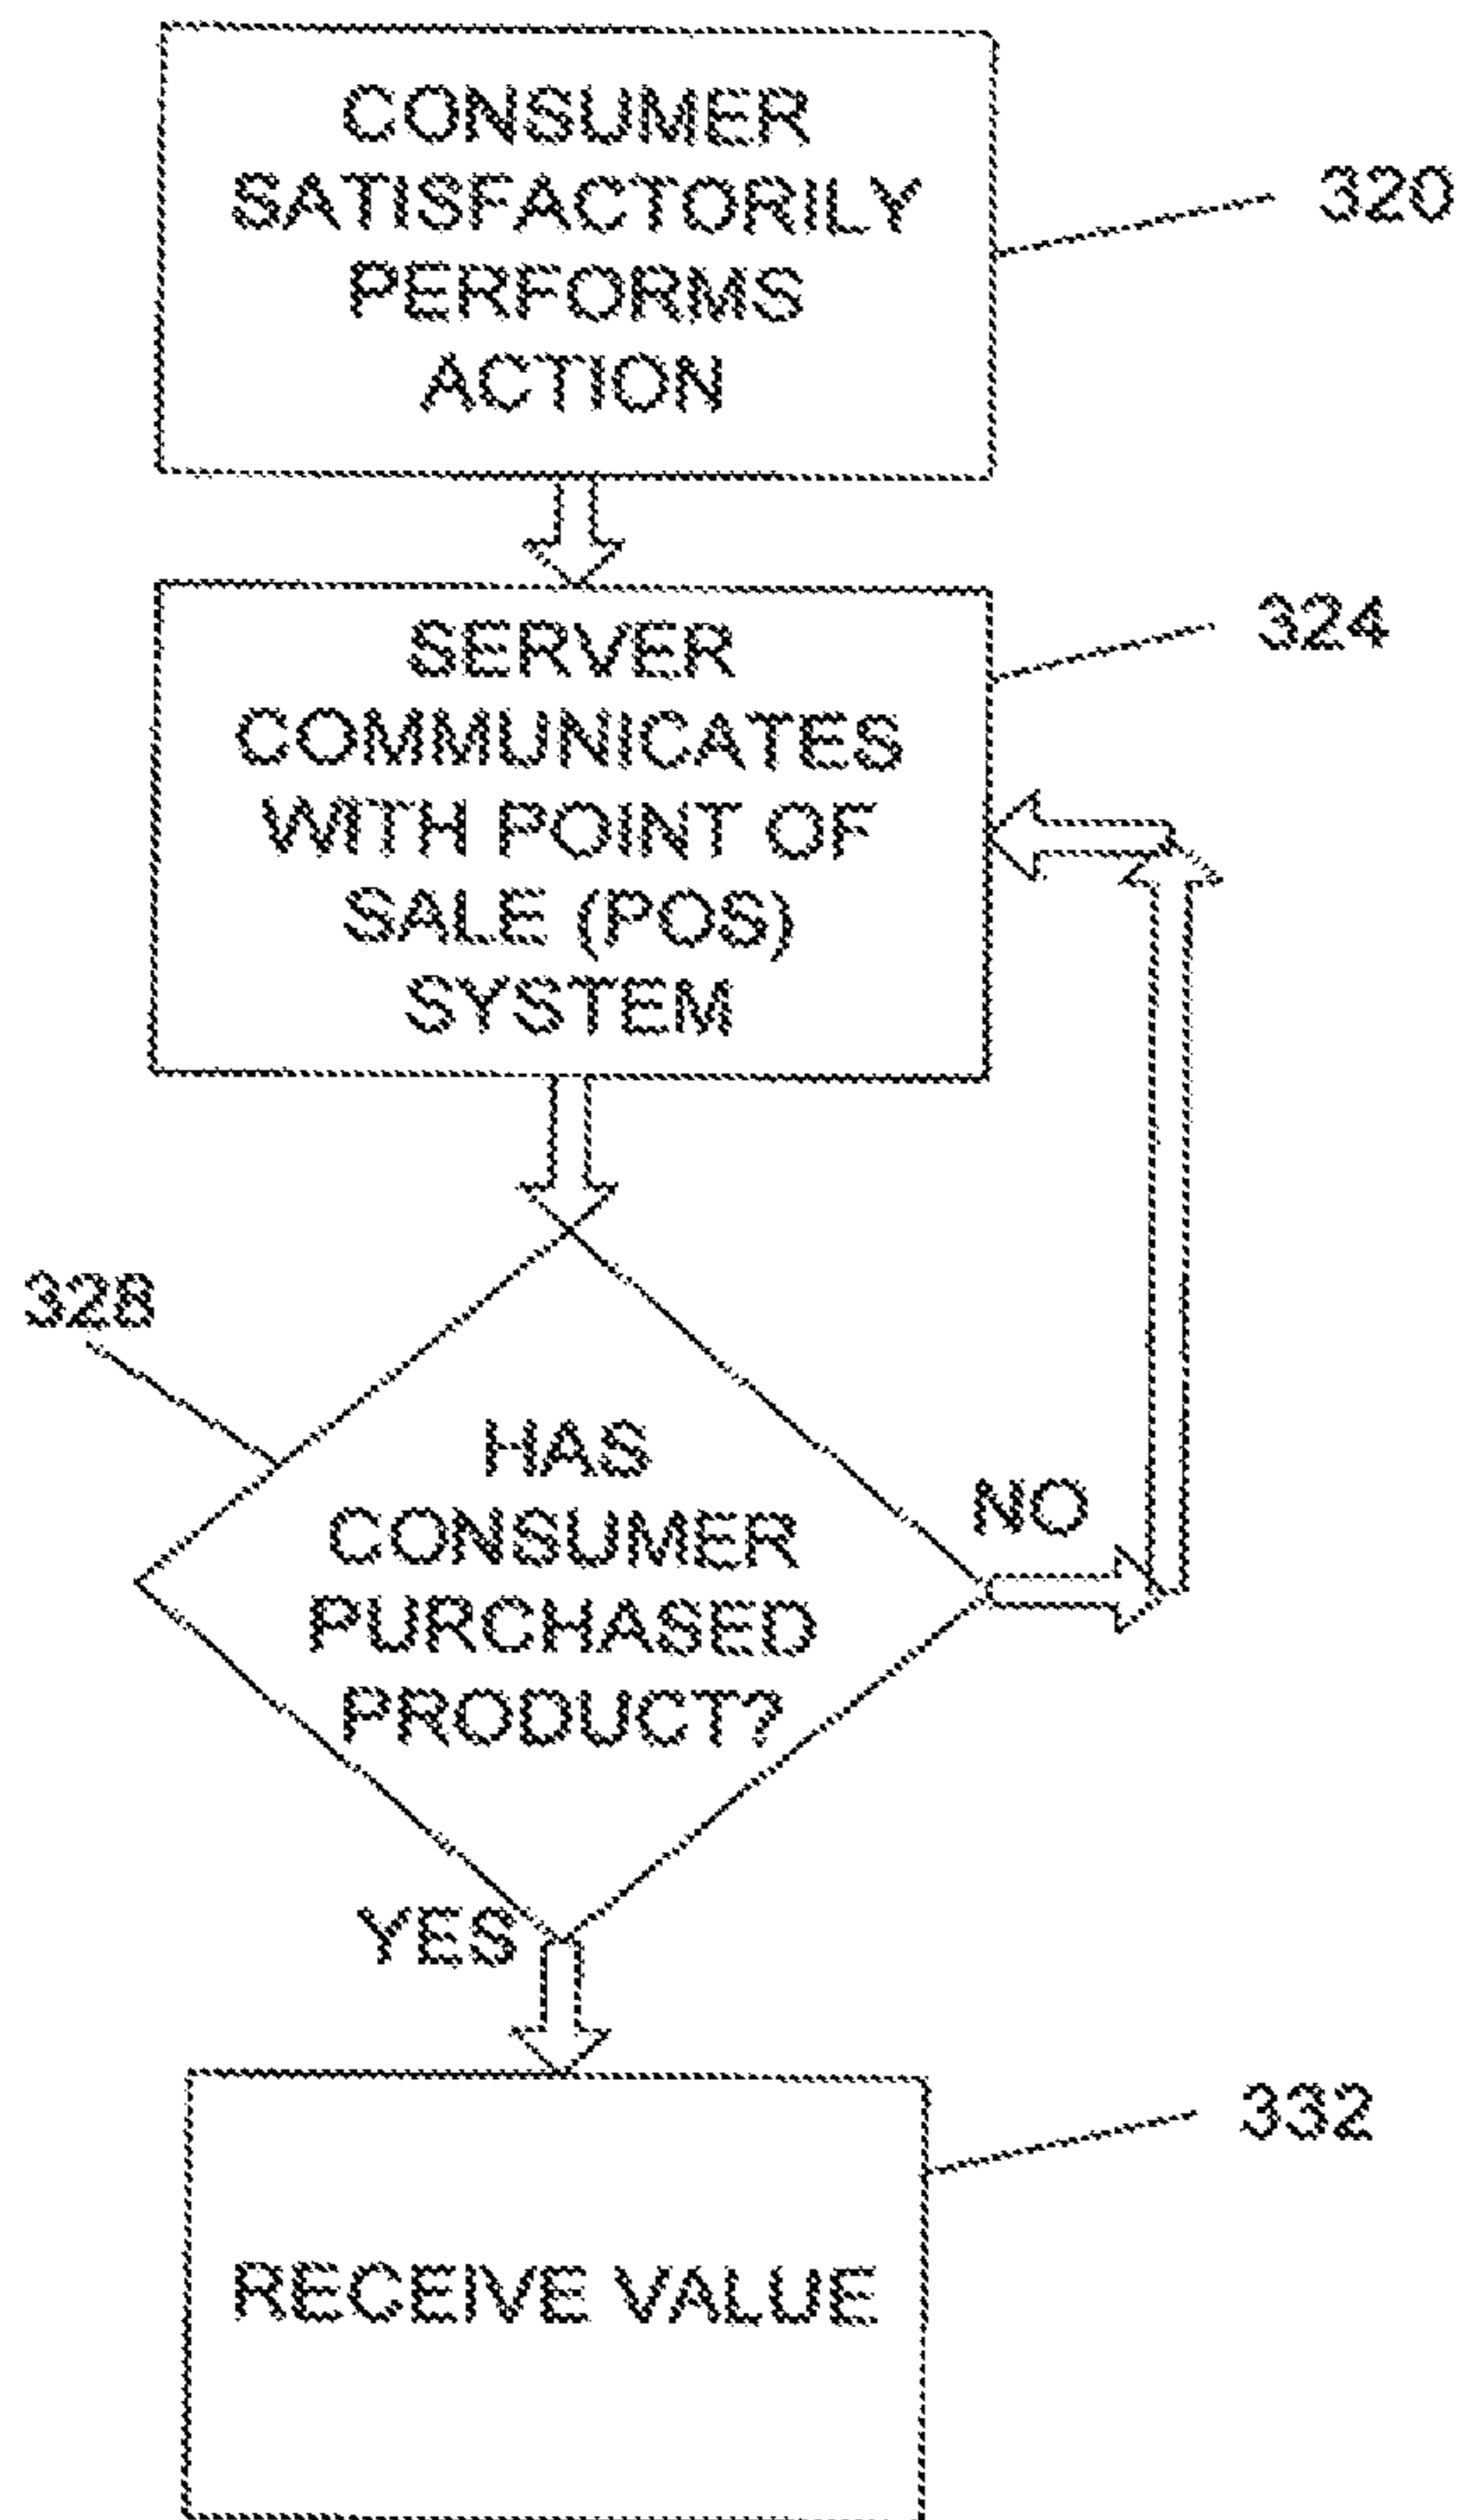 CONSUMER
SATISFACTORILY
PERFORMS
ACTION
320
SERVER
COMMUNICATES
WITH POINT OF
SALE (POS)
SYSTEM
324
328
HAS
CONSUMER
PURCHASED
PRODUCT?
NO
YES
332
RECEIVE VALUE